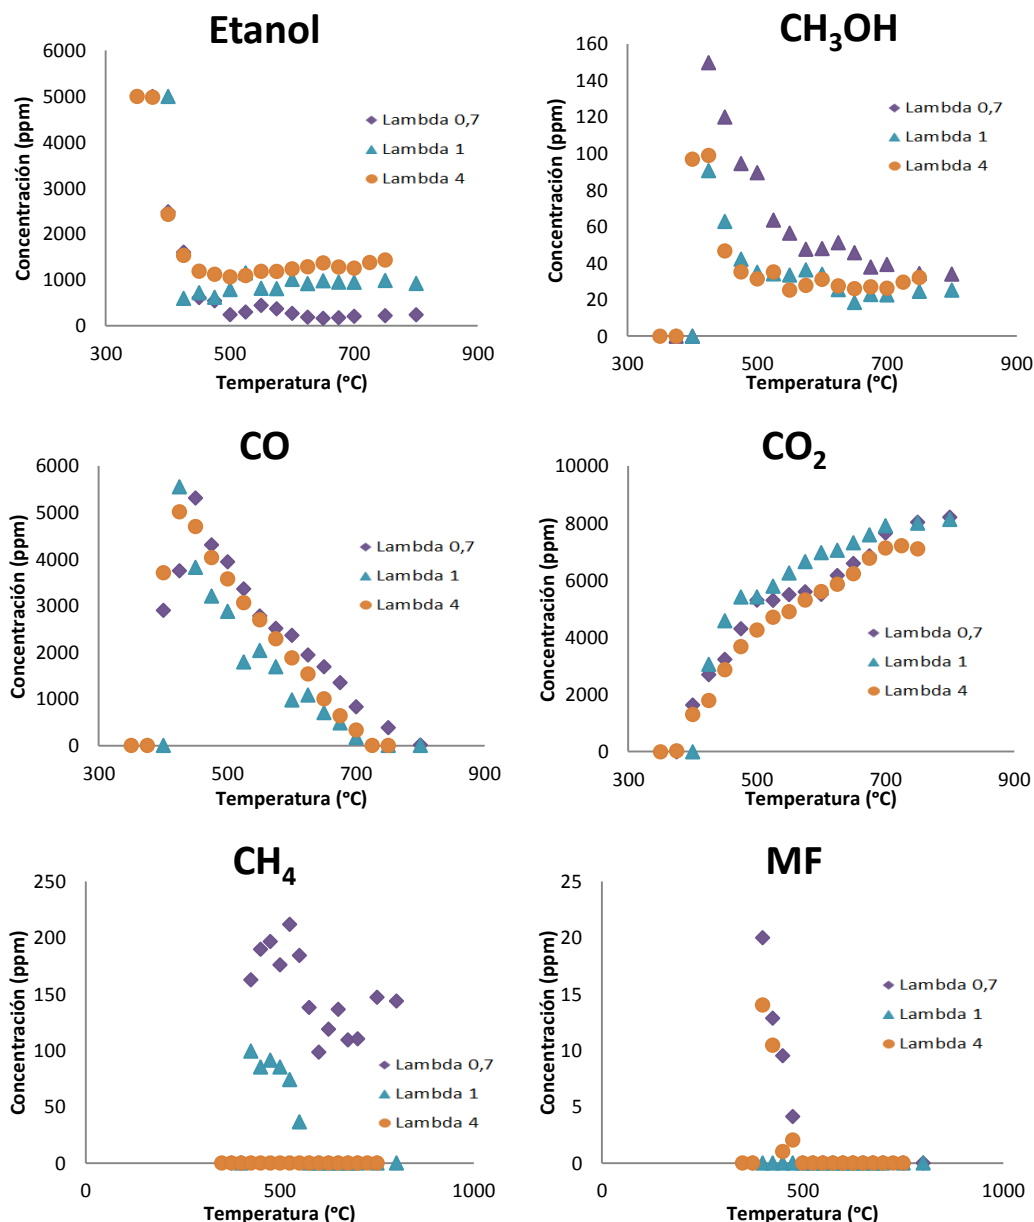 Etanol
6000
5000
4000
3000
2000
1000
0
300
500
700
900
Concentración (ppm)
Temperatura (°C)
Lambda 0,7
Lambda 1
Lambda 4
CH₃OH
160
140
120
100
80
60
40
20
0
300
500
700
900
Concentración (ppm)
Temperatura (°C)
Lambda 0,7
Lambda 1
Lambda 4
CO
6000
5000
4000
3000
2000
1000
0
300
500
700
900
Concentración (ppm)
Temperatura (°C)
Lambda 0,7
Lambda 1
Lambda 4
CO₂
10000
8000
6000
4000
2000
0
300
500
700
900
Concentración (ppm)
Temperatura (°C)
Lambda 0,7
Lambda 1
Lambda 4
CH₄
250
200
150
100
50
0
0
500
1000
Concentración (ppm)
Temperatura (°C)
Lambda 0,7
Lambda 1
Lambda 4
MF
25
20
15
10
5
0
0
500
1000
Concentración (ppm)
Temperatura (°C)
Lambda 0,7
Lambda 1
Lambda 4